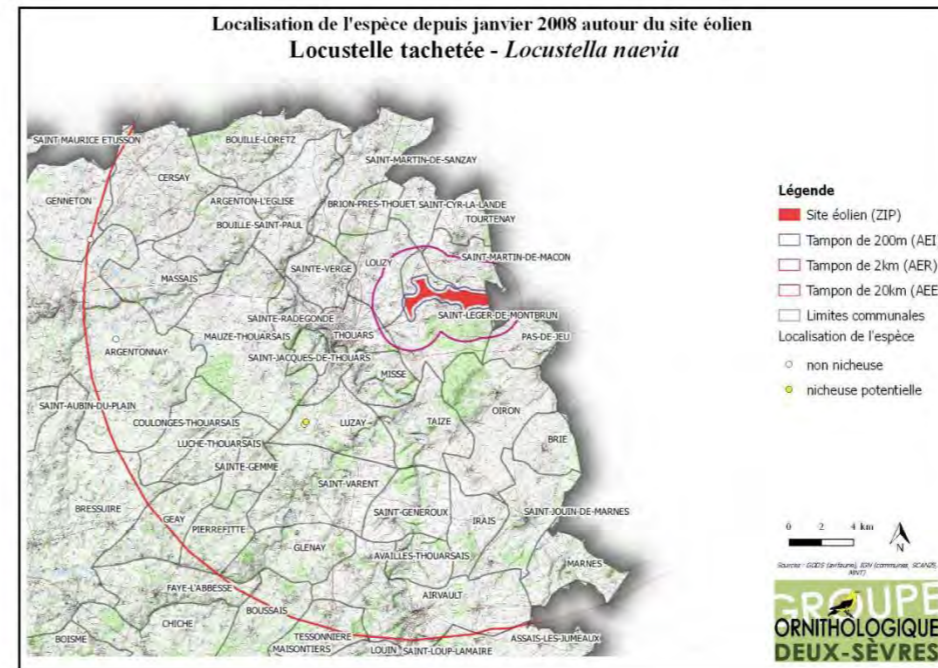 Localisation de l'espèce depuis janvier 2008 autour du site éolien
Locustelle tachetée - Locustella naevia
SAINT-MAURICE ETUSSON
BOUILLE-LORETZ
SAINT-MARTIN-DE-SANZAY
CERSAY
GENNETON
ARGENTON-L'EGLISE
BRION-PRES-THOUET
SAINT-CYR-LA-LANDE
TOURTENAY
BOUILLE-SAINT-PAUL
SAINT-MARTIN-DE-MACON
LOUZY
SAINTE-VERGE
MASSAIS
SAINT-LEGER-DE-MONTBRUN
SAINTE-RADEGONDE
MAUZE-THOUARSAIS
THOUARS
PAS-DE-JEU
ARGENTONNAY
SAINT-JACQUES-DE-THOUARS
MISSE
SAINT-AUBIN-DU-PLAIN
OIRON
COULONGES-THOUARSAIS
LUZAY
TAIZE
LUCHE-THOUARSAIS
BRIE
SAINTE-GEMME
SAINT-VARENT
BRESSUIRE
SAINT-GENEROUX
SAINT-JOUIN-DE-MARNES
GEAY
IRAIS
PIERREFITTE
GLENAY
AVAILLES-THOUARSAIS
MARNES
FAYE-L'ABBESSE
AIRVAULT
BOUSSAIS
CHICHE
BOISME
TESSONNIERE
ASSAIS-LES-JUMEAUX
MAISONTIERS
LOUIN
SAINT-LOUP-LAMAIRE
Légende
Site éolien (ZIP)
Tampon de 200m (AEI
Tampon de 2km (AER)
Tampon de 20km (AEE
Limites communales
Localisation de l'espèce
non nicheuse
nicheuse potentielle
0 2 4 km
N
GROUPE
ORNITHOLOGIQUE
DEUX-SÈVRES